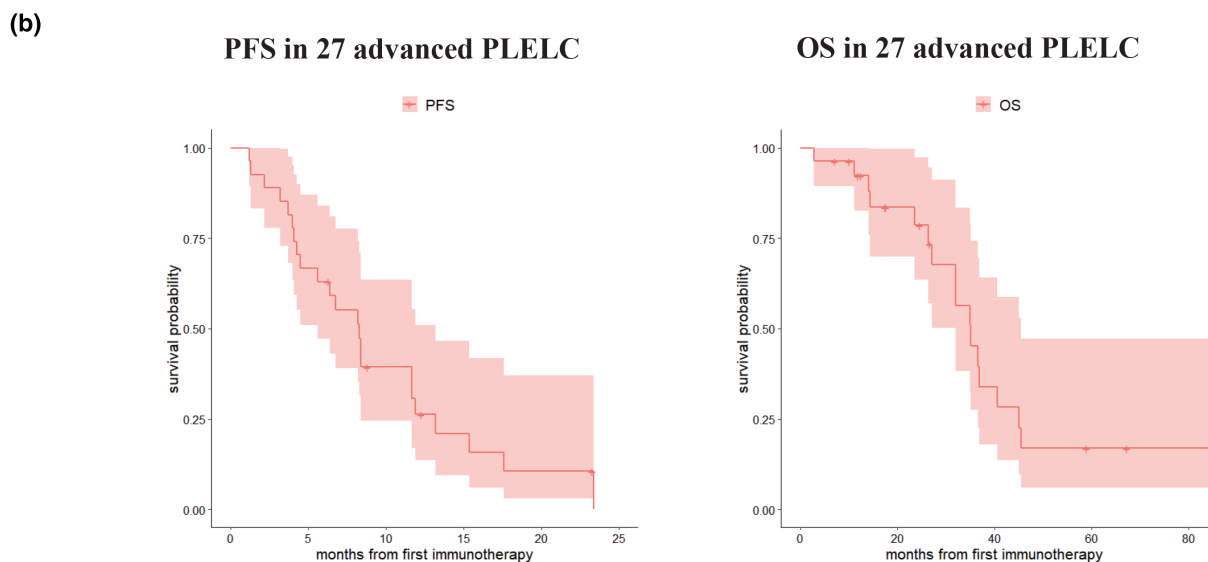 (b)
PFS in 27 advanced PLELC
PFS
survival probability
1.00
0.75
0.50
0.25
0.00
0 5 10 15 20 25
months from first immunotherapy
OS in 27 advanced PLELC
OS
survival probability
1.00
0.75
0.50
0.25
0.00
0 20 40 60 80
months from first immunotherapy